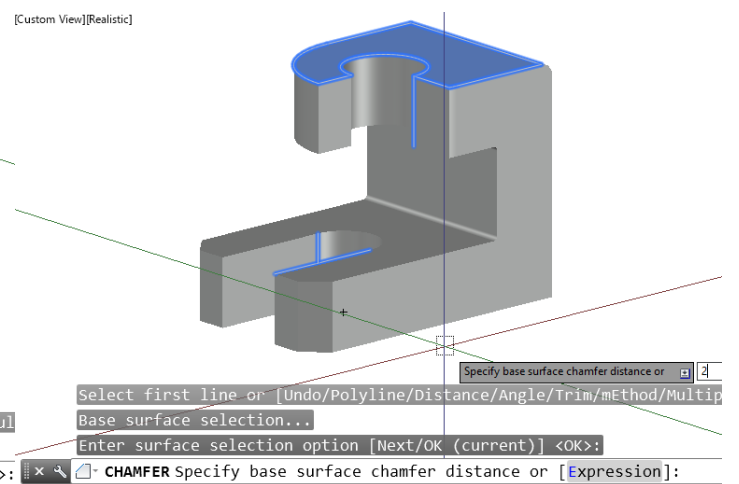 [Custom View][Realistic]
Specify base surface chamfer distance or 2
Select first line or [Undo/Polyline/Distance/Angle/Trim/mEthod/Multip
ul
Base surface selection...
Enter surface selection option [Next/OK (current)] <OK>:
>: CHAMFER Specify base surface chamfer distance or [Expression]: